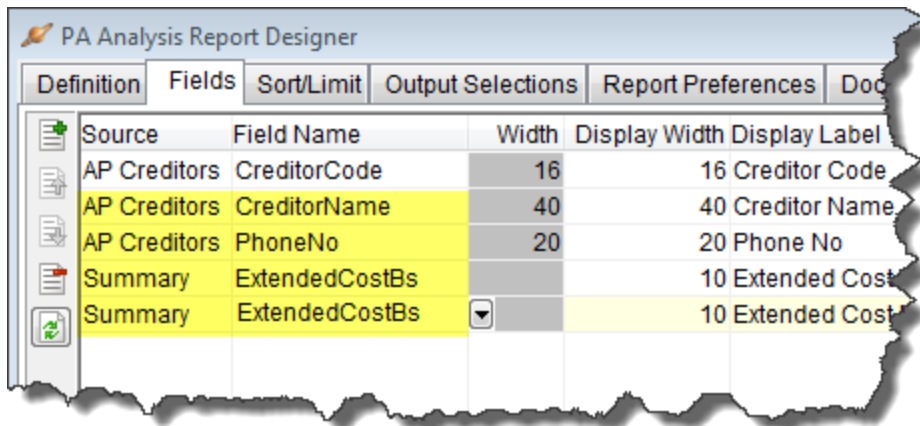 PA Analysis Report Designer
Definition Fields Sort/Limit Output Selections Report Preferences Doc
Source Field Name Width Display Width Display Label
AP Creditors CreditorCode 16 16 Creditor Code
AP Creditors CreditorName 40 40 Creditor Name
AP Creditors PhoneNo 20 20 Phone No
Summary ExtendedCostBs 10 Extended Cost
Summary ExtendedCostBs 10 Extended Cost